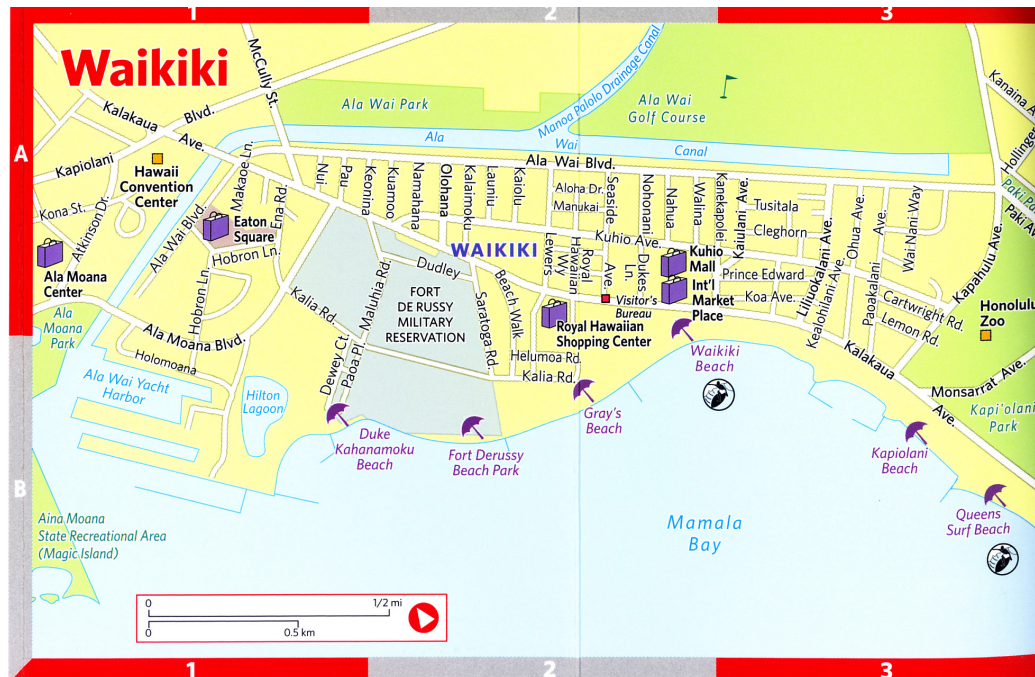 1
2
3
Waikiki
McCully St.
Kalakaua Ave.
Kapiolani Blvd.
Ala Wai Park
Manoa Palolo Drainage Canal
Ala Wai
Golf Course
Kanaina A
Hollinger
Paki P
Paki Av
A
Hawaii
Convention
Center
Kona St.
Atkinson Dr.
Ala Wai Canal
Ala Wai Blvd.
Makaoe Ln.
Ena Rd.
Nui
Pau
Keonina
Kuamoo
Namahana
Olohana
Kalaimoku
Launiu
Kaiolu
Aloha Dr.
Manukai
Seaside Ave.
Nohonani
Nahua
Walina
Kanekapolei
Kaiulani Ave.
Tusitala
Cleghorn
Liliuokalani Ave.
Ohua Ave.
Paoakalani Ave.
Wai Nani Way
Kapahulu Ave.
Ala Wai Blvd.
Eaton
Square
Hobron Ln.
Hobron Ln.
Ala Moana
Center
WAIKIKI
Kuhio Ave.
Lewers
Royal
Hawaiian
Wy
Dukes
Ln.
Kuhio
Mall
Int'l
Market
Place
Prince Edward
Koa Ave.
Kealohilani Ave.
Cartwright Rd.
Lemon Rd.
Honolulu
Zoo
Dudley
Maluhia Rd.
Kalia Rd.
FORT
DE RUSSY
MILITARY
RESERVATION
Saratoga Rd.
Beach Walk
Visitor's
Bureau
Royal Hawaiian
Shopping Center
Helumoa Rd.
Kalia Rd.
Ala
Moana
Park
Ala Moana Blvd.
Holomoana
Dewey Ct.
Paoa Pl.
Kalakaua Ave.
Monsarrat Ave.
Kapi'olani
Park
Waikiki
Beach
Ala Wai Yacht
Harbor
Hilton
Lagoon
Duke
Kahanamoku
Beach
Fort Derussy
Beach Park
Gray's
Beach
Kapiolani
Beach
Queens
Surf Beach
B
Aina Moana
State Recreational Area
(Magic Island)
Mamala
Bay
0
1/2 mi
0
0.5 km
1
2
3